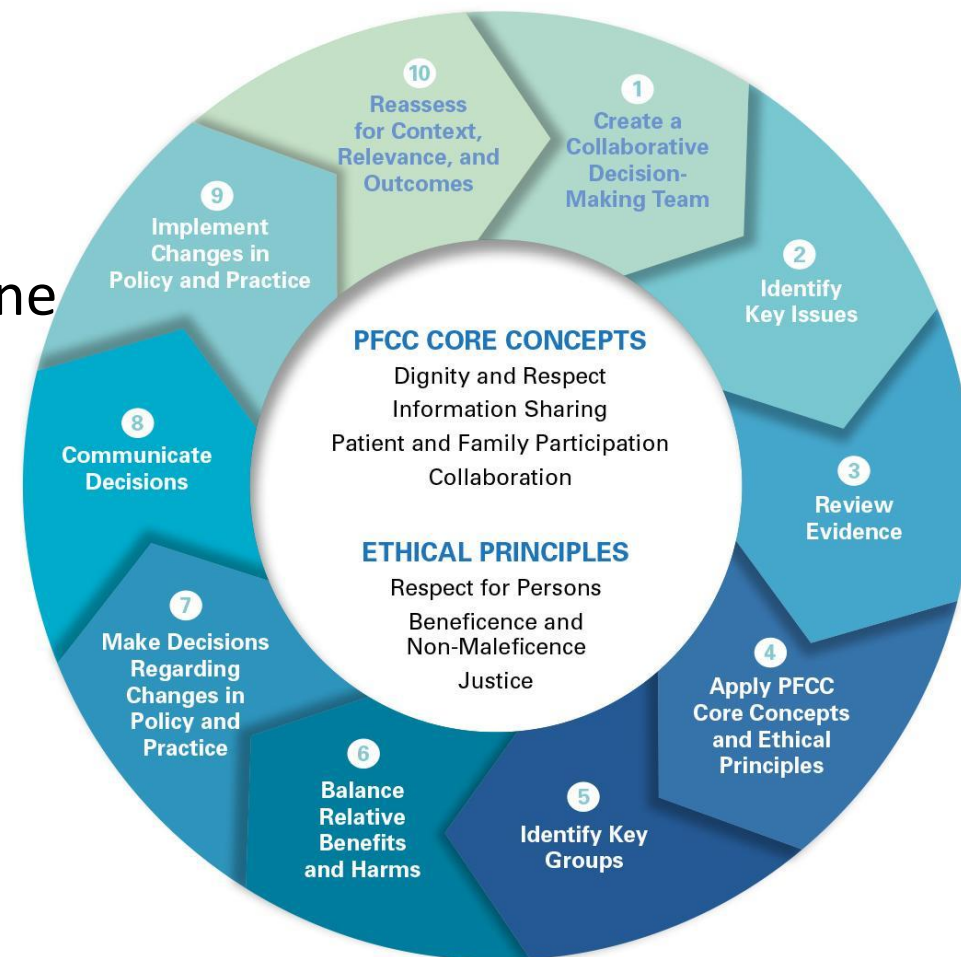 ne
1
Create a
Collaborative
Decision-
Making Team
2
Identify
Key Issues
3
Review
Evidence
4
Apply PFCC
Core Concepts
and Ethical
Principles
5
Identify Key
Groups
6
Balance
Relative
Benefits
and Harms
7
Make Decisions
Regarding
Changes in
Policy and
Practice
8
Communicate
Decisions
9
Implement
Changes in
Policy and Practice
10
Reassess
for Context,
Relevance, and
Outcomes
PFCC CORE CONCEPTS
Dignity and Respect
Information Sharing
Patient and Family Participation
Collaboration
ETHICAL PRINCIPLES
Respect for Persons
Beneficence and
Non-Maleficence
Justice